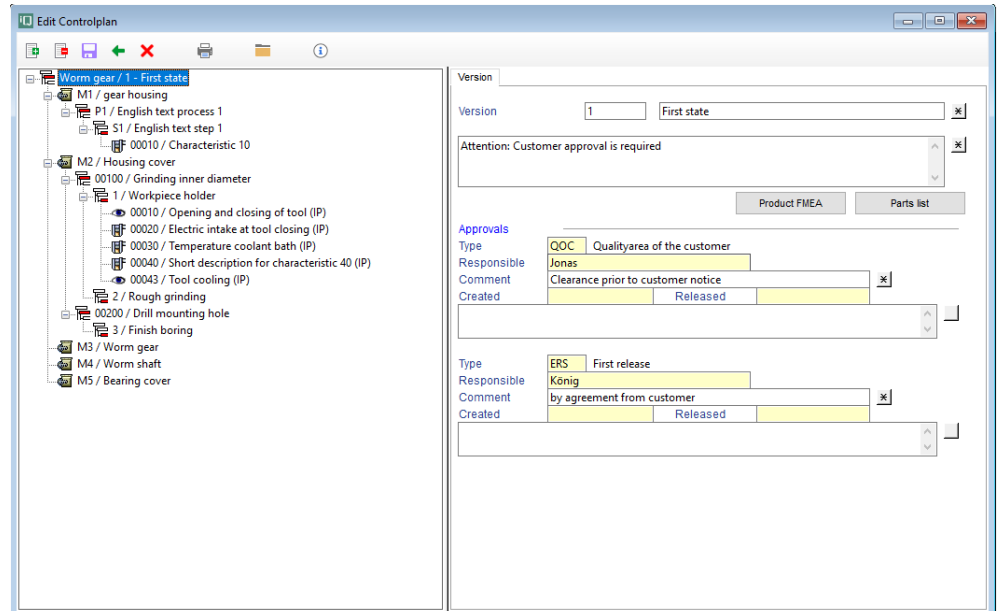 Edit Controlplan
Worm gear / 1 - First state
M1 / gear housing
P1 / English text process 1
S1 / English text step 1
00010 / Characteristic 10
M2 / Housing cover
00100 / Grinding inner diameter
1 / Workpiece holder
00010 / Opening and closing of tool (IP)
00020 / Electric intake at tool closing (IP)
00030 / Temperature coolant bath (IP)
00040 / Short description for characteristic 40 (IP)
00043 / Tool cooling (IP)
2 / Rough grinding
00200 / Drill mounting hole
3 / Finish boring
M3 / Worm gear
M4 / Worm shaft
M5 / Bearing cover
Version
Version 1 First state
Attention: Customer approval is required
Product FMEA Parts list
Approvals
Type QOC Qualityarea of the customer
Responsible Jonas
Comment Clearance prior to customer notice
Created Released
Type ERS First release
Responsible König
Comment by agreement from customer
Created Released